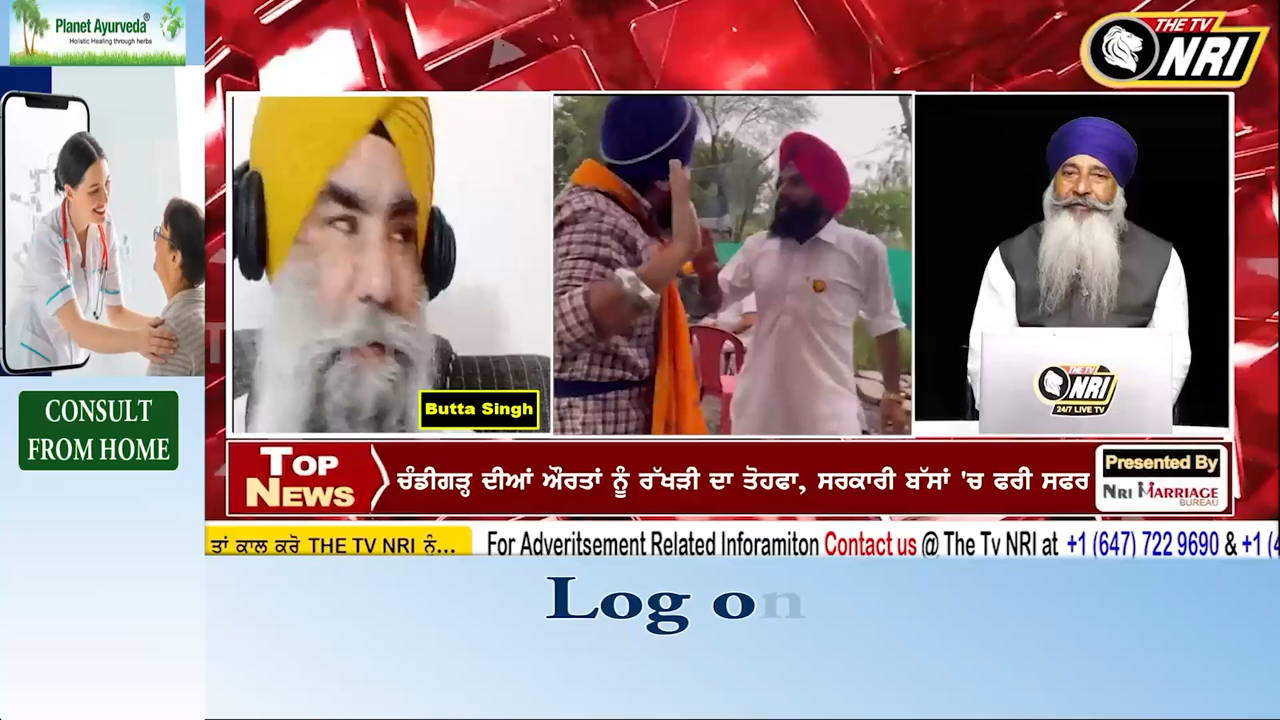 Planet Ayurveda®
Holistic Healing through herbs
CONSULT
FROM HOME
THE TV
NRI
Butta Singh
THE TV
NRI
24/7 LIVE TV
TOP
NEWS
ਚੰਡੀਗੜ੍ਹ ਦੀਆਂ ਔਰਤਾਂ ਨੂੰ ਰੱਖੜੀ ਦਾ ਤੋਹਫਾ, ਸਰਕਾਰੀ ਬੱਸਾਂ 'ਚ ਫਰੀ ਸਫਰ
Presented By
NRI MARRIAGE
BUREAU
ਤਾਂ ਕਾਲ ਕਰੋ THE TV NRI ਨੂੰ... For Adveritsement Related Inforamiton Contact us @ The Tv NRI at +1 (647) 722 9690 & +1 (4
Log on